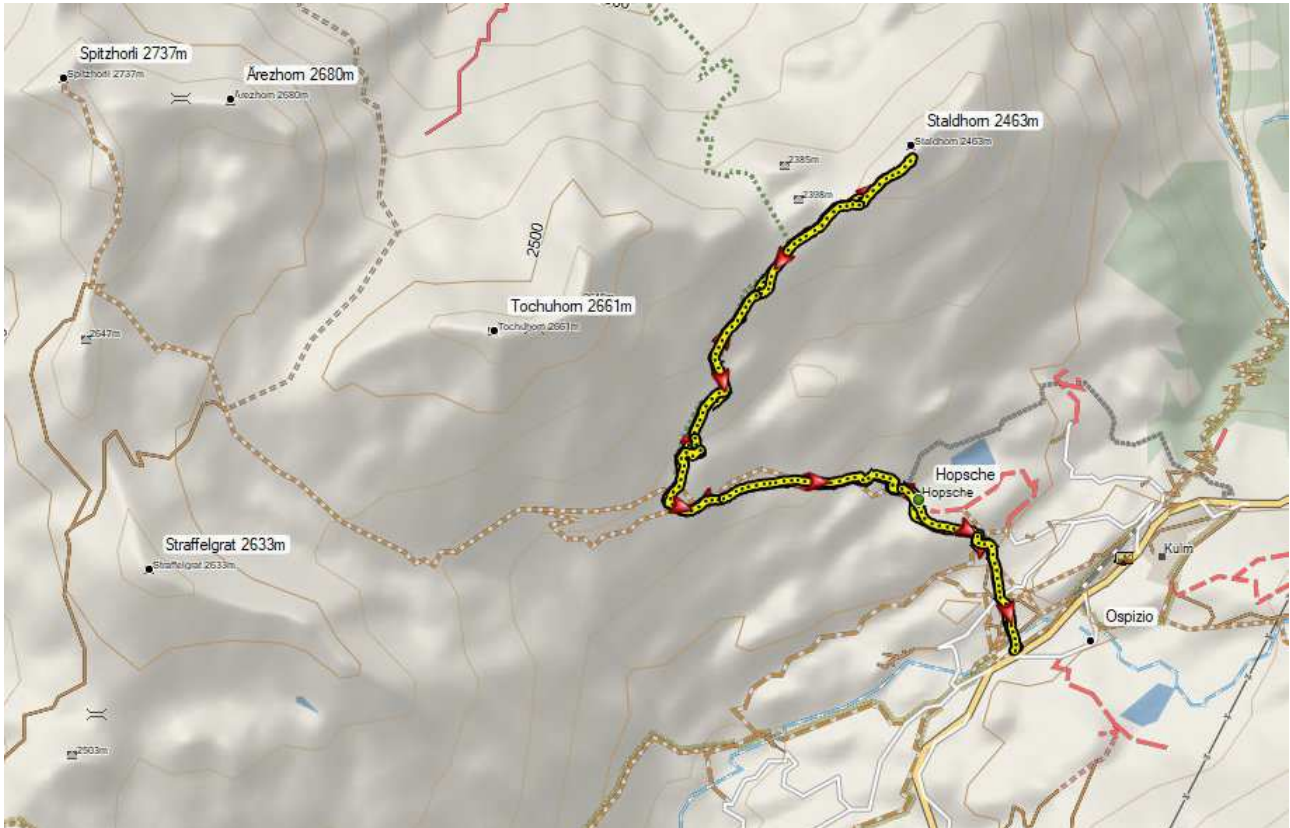 Spitzhorli 2737m
Spitzhorli 2737m
Ärezhorn 2680m
Ärezhorn 2680m
Staldhorn 2463m
Staldhorn 2463m
2385m
2398m
2500
Tochuhorn 2661m
Tochuhorn 2661m
2647m
Hopsche
Hopsche
Straffelgrat 2633m
Straffelgrat 2633m
Kulm
Ospizio
2503m